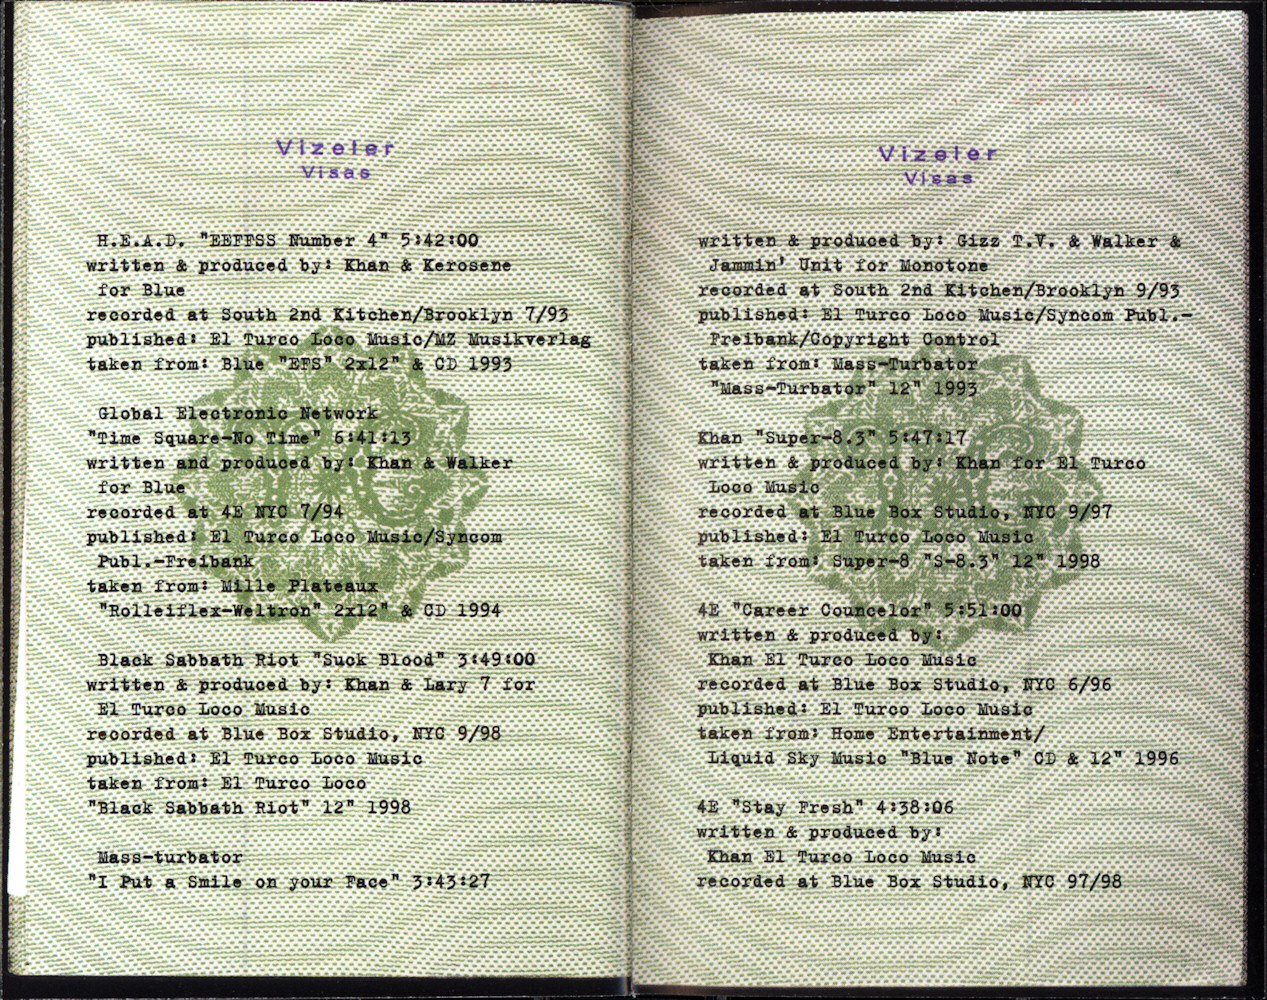 Vizeler
Visas
H.E.A.D. "EEFFSS Number 4" 5:42:00
written & produced by: Khan & Kerosene
for Blue
recorded at South 2nd Kitchen/Brooklyn 7/93
published: El Turco Loco Music/MZ Musikverlag
taken from: Blue "EFS" 2x12" & CD 1993
Global Electronic Network
"Time Square-No Time" 6:41:13
written and produced by: Khan & Walker
for Blue
recorded at 4E NYC 7/94
published: El Turco Loco Music/Syncom
Publ.-Freibank
taken from: Mille Plateaux
"Rolleiflex-Weltron" 2x12" & CD 1994
Black Sabbath Riot "Suck Blood" 3:49:00
written & produced by: Khan & Lary 7 for
El Turco Loco Music
recorded at Blue Box Studio, NYC 9/98
published: El Turco Loco Music
taken from: El Turco Loco
"Black Sabbath Riot" 12" 1998
Mass-turbator
"I Put a Smile on your Face" 3:43:27
Vizeler
Visas
written & produced by: Gizz T.V. & Walker &
Jammin' Unit for Monotone
recorded at South 2nd Kitchen/Brooklyn 9/93
published: El Turco Loco Music/Syncom Publ.-
Freibank/Copyright Control
taken from: Mass-Turbator
"Mass-Turbator" 12" 1993
Khan "Super-8.3" 5:47:17
written & produced by: Khan for El Turco
Loco Music
recorded at Blue Box Studio, NYC 9/97
published: El Turco Loco Music
taken from: Super-8 "S-8.3" 12" 1998
4E "Career Councelor" 5:51:00
written & produced by:
Khan El Turco Loco Music
recorded at Blue Box Studio, NYC 6/96
published: El Turco Loco Music
taken from: Home Entertainment/
Liquid Sky Music "Blue Note" CD & 12" 1996
4E "Stay Fresh" 4:38:06
written & produced by:
Khan El Turco Loco Music
recorded at Blue Box Studio, NYC 97/98